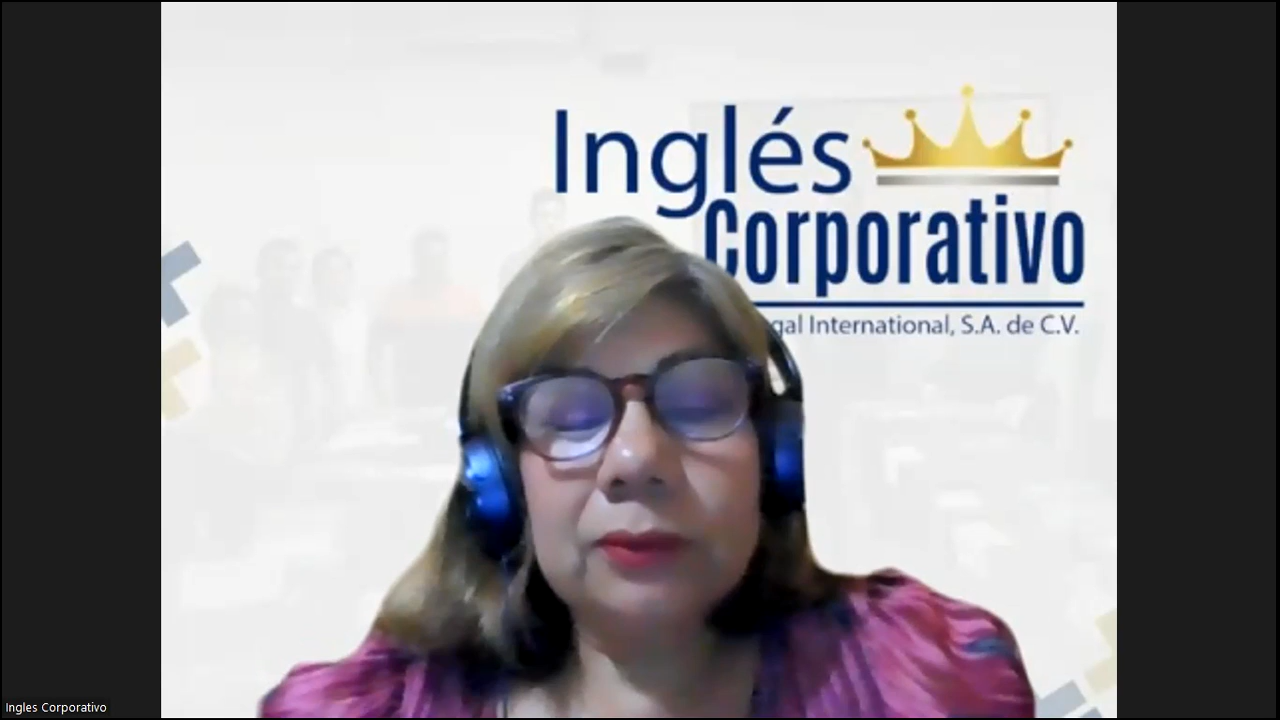 Inglés
Corporativo
International, S.A. de C.V.
Ingles Corporativo